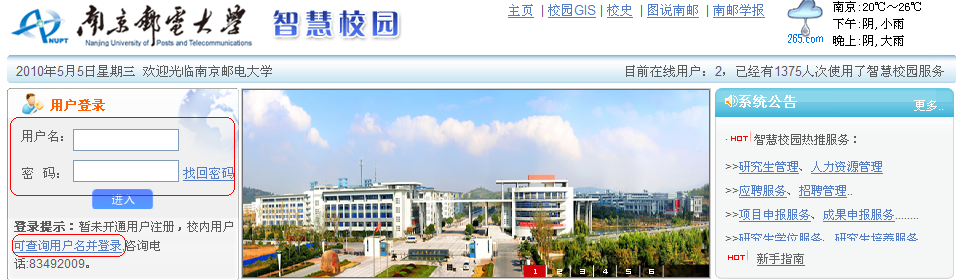 南京邮电大学
Nanjing University of Posts and Telecommunications
NUPT
智慧校园
主页 | 校园GIS | 校史 | 图说南邮 | 南邮学报
265.com
南京:20℃~26℃
下午:阴,小雨
晚上:阴,大雨
2010年5月5日星期三 欢迎光临南京邮电大学
目前在线用户：2，已经有1375人次使用了智慧校园服务
用户登录
用户名：
密 码： 找回密码
进入
登录提示：暂未开通用户注册，校内用户
可查询用户名并登录 咨询电
话:83492009。
1 2 3 4 5 6
系统公告
更多..
· HOT 智慧校园热推服务：
>>研究生管理、人力资源管理
>>应聘服务、招聘管理..
>>项目申报服务、成果申报服务........
>>研究生学位服务、研究生培养服务
HOT 新手指南